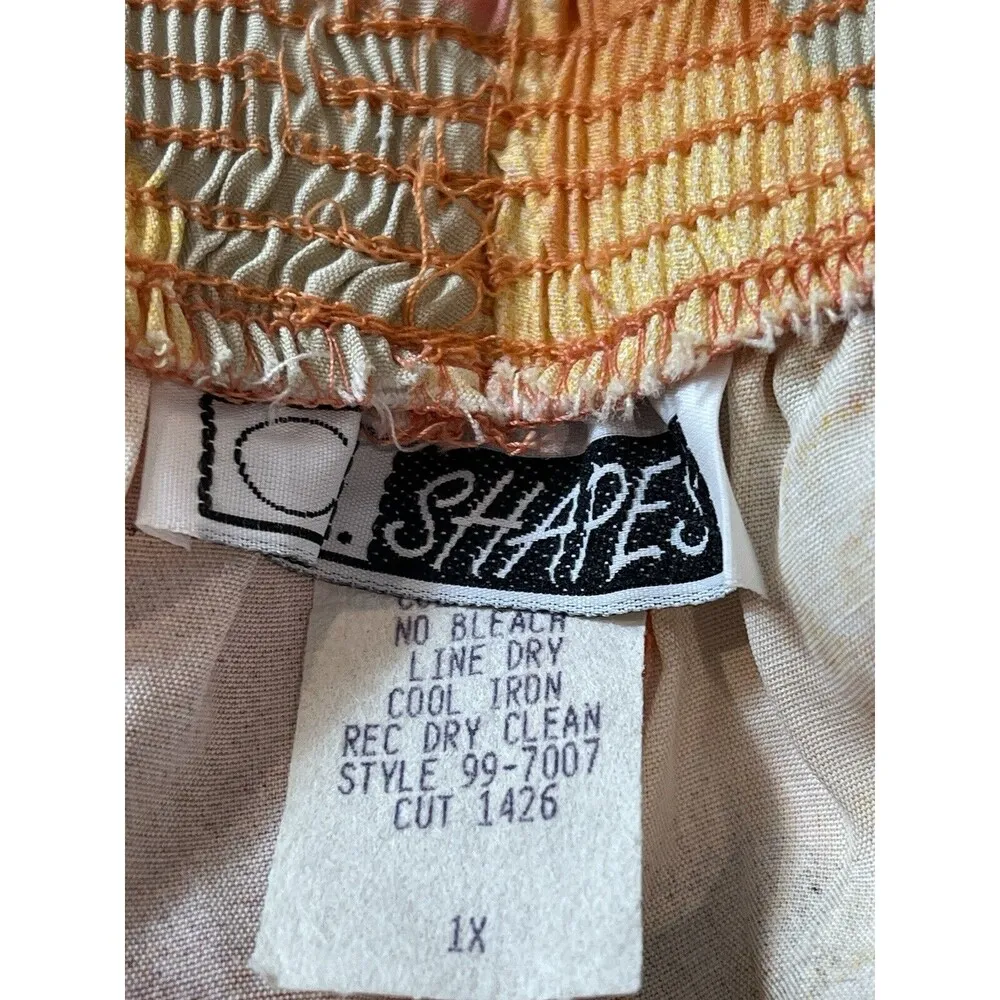 SHAPES
NO BLEACH
LINE DRY
COOL IRON
REC DRY CLEAN
STYLE 99-7007
CUT 1426
1X